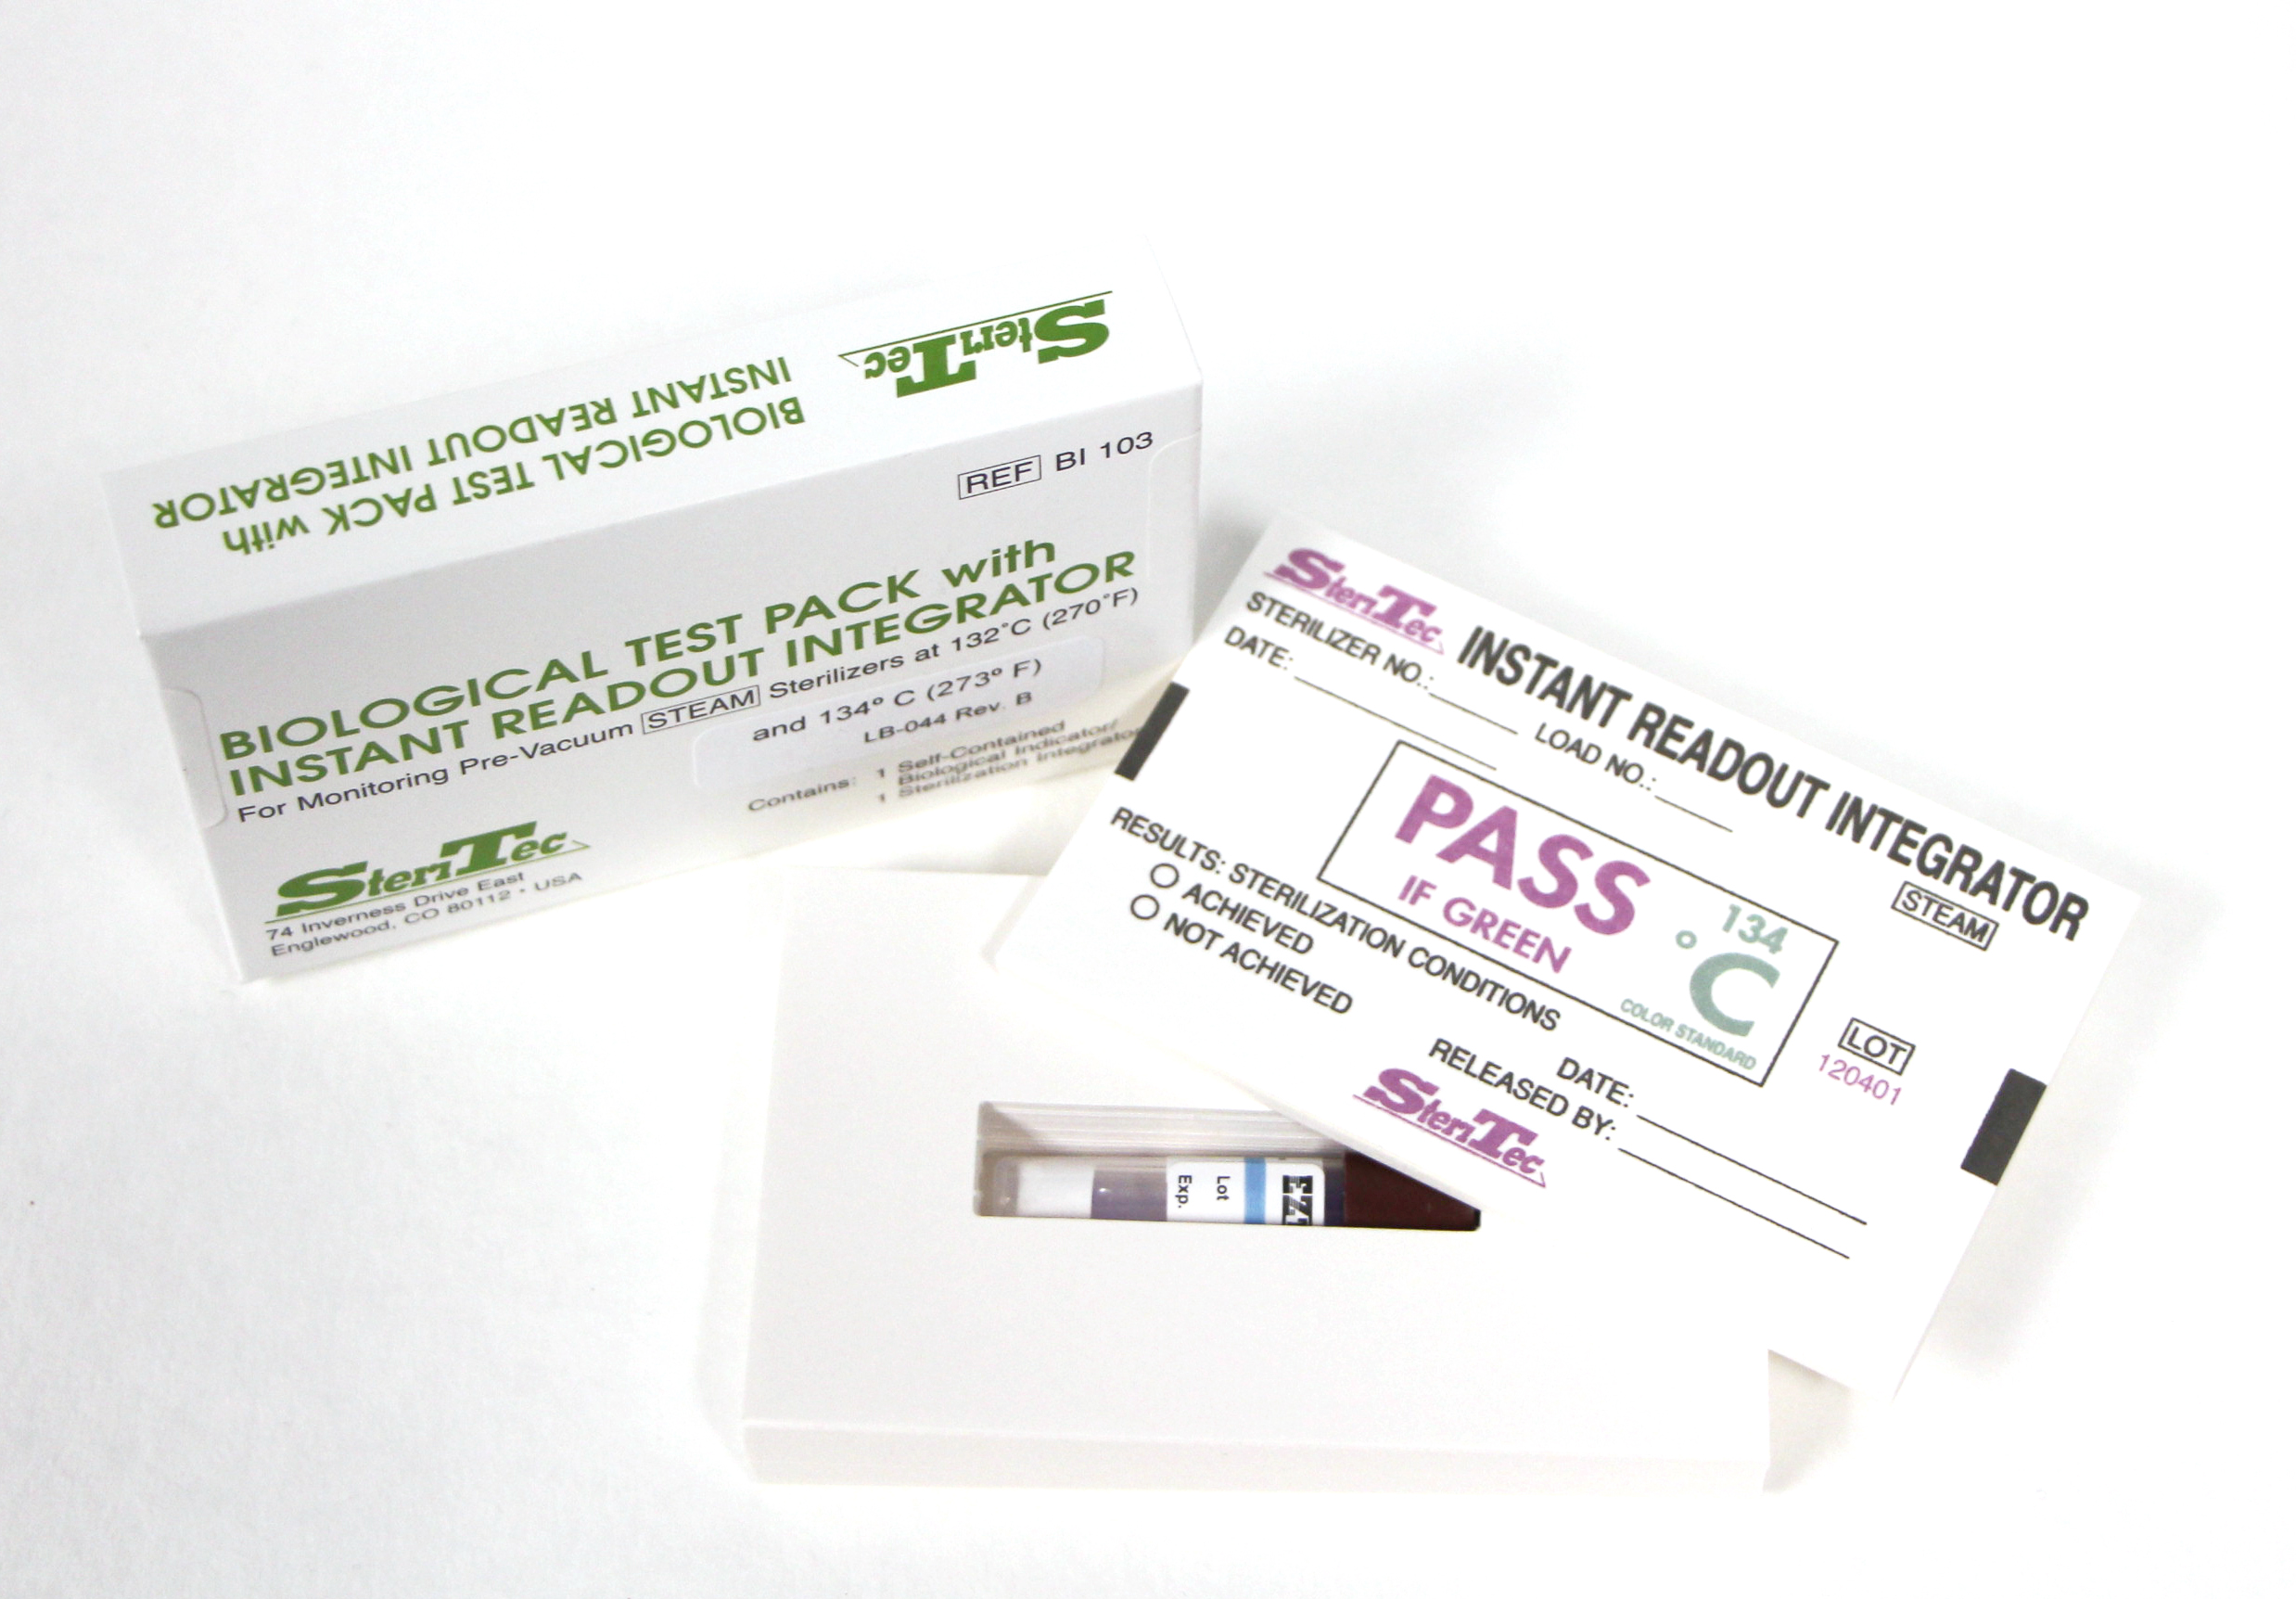 SteriTec
BIOLOGICAL TEST PACK with
INSTANT READOUT INTEGRATOR
REF BI 103
BIOLOGICAL TEST PACK with
INSTANT READOUT INTEGRATOR
For Monitoring Pre-Vacuum STEAM Sterilizers at 132°C (270°F)
and 134º C (273º F)
LB-044 Rev. B
Contains: 1 Self-Contained
Biological Indicator/
1 Sterilization Integrator
SteriTec
74 Inverness Drive East
Englewood, CO 80112 • USA
SteriTec INSTANT READOUT INTEGRATOR
STERILIZER NO.: LOAD NO.:
STEAM
DATE:
PASS
IF GREEN
134
°C
COLOR STANDARD
RESULTS: STERILIZATION CONDITIONS
ACHIEVED
NOT ACHIEVED
LOT
120401
DATE:
RELEASED BY:
SteriTec
Lot
Exp.